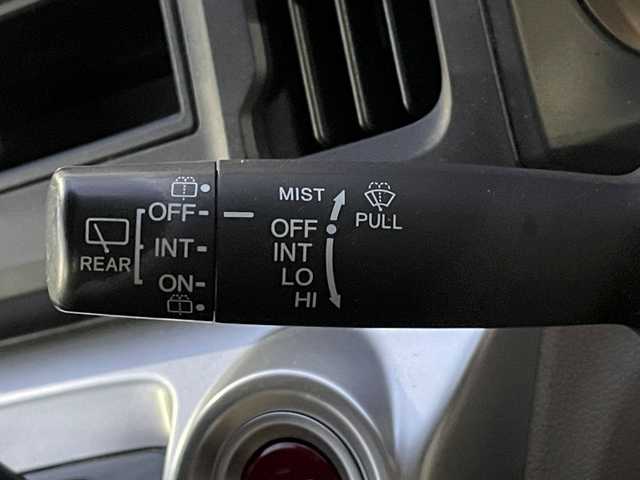 REAR
OFF
INT
ON
MIST
OFF
INT
LO
HI
PULL